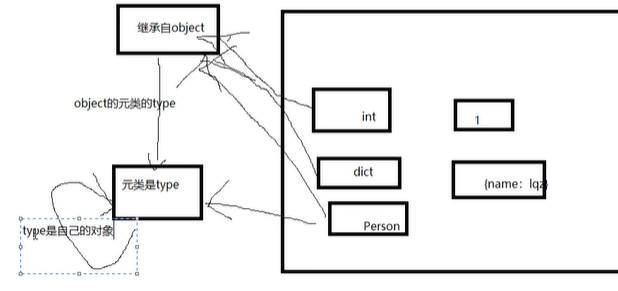 继承自object
object的元类的type
int
1
dict
元类是type
{name: lqz}
Person
type是自己的对象